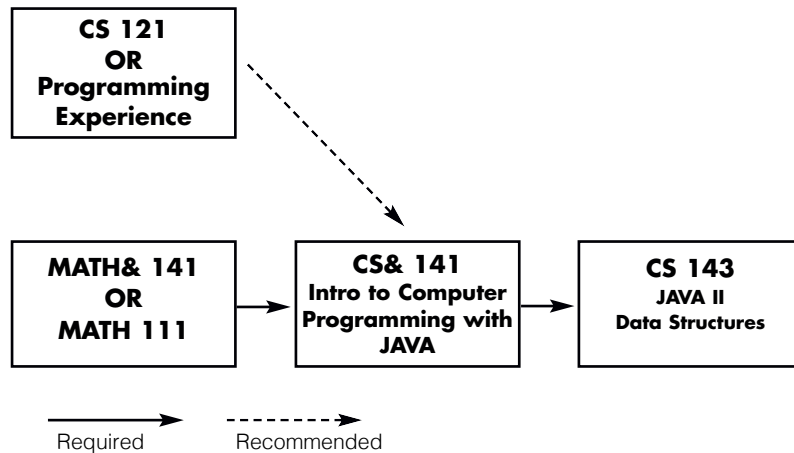 CS 121
OR
Programming
Experience
MATH& 141
OR
MATH 111
CS& 141
Intro to Computer
Programming with
JAVA
CS 143
JAVA II
Data Structures
Required
Recommended